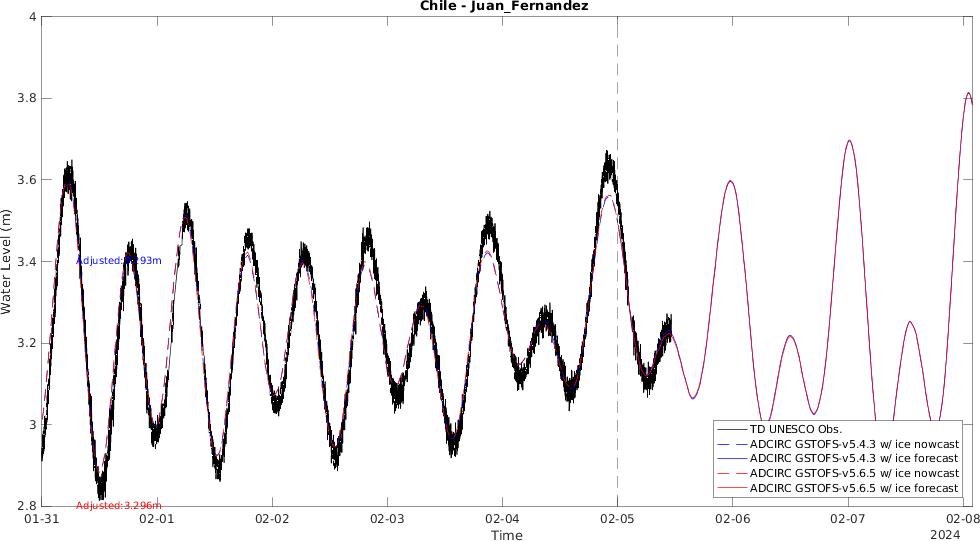 Chile - Juan_Fernandez
Water Level (m)
4
3.8
3.6
3.4
3.2
3
2.8
Adjusted:3.293m
Adjusted:3.296m
TD UNESCO Obs.
ADCIRC GSTOFS-v5.4.3 w/ ice nowcast
ADCIRC GSTOFS-v5.4.3 w/ ice forecast
ADCIRC GSTOFS-v5.6.5 w/ ice nowcast
ADCIRC GSTOFS-v5.6.5 w/ ice forecast
01-31 02-01 02-02 02-03 02-04 02-05 02-06 02-07 02-08
Time
2024